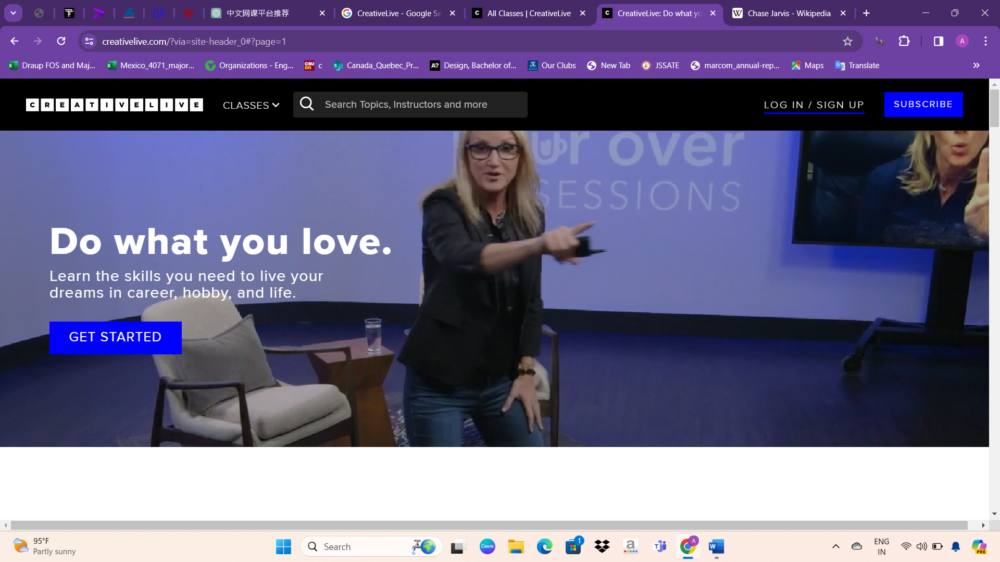 中文网课平台推荐
CreativeLive - Google Se
All Classes | CreativeLive
CreativeLive: Do what yo
Chase Jarvis - Wikipedia
creativelive.com/?via=site-header_0#?page=1
A
Draup FOS and Maj...
Mexico_4071_major...
Organizations - Eng...
c
Canada_Quebec_Pr...
Design, Bachelor of...
Our Clubs
New Tab
JSSATE
marcom_annual-rep...
Maps
Translate
CREATIVELIVE
CLASSES
Search Topics, Instructors and more
LOG IN / SIGN UP
SUBSCRIBE
ur over
SESSIONS
Do what you love.
Learn the skills you need to live your
dreams in career, hobby, and life.
GET STARTED
95°F
Partly sunny
Search
Canva
1
A
ENG
IN
PRE